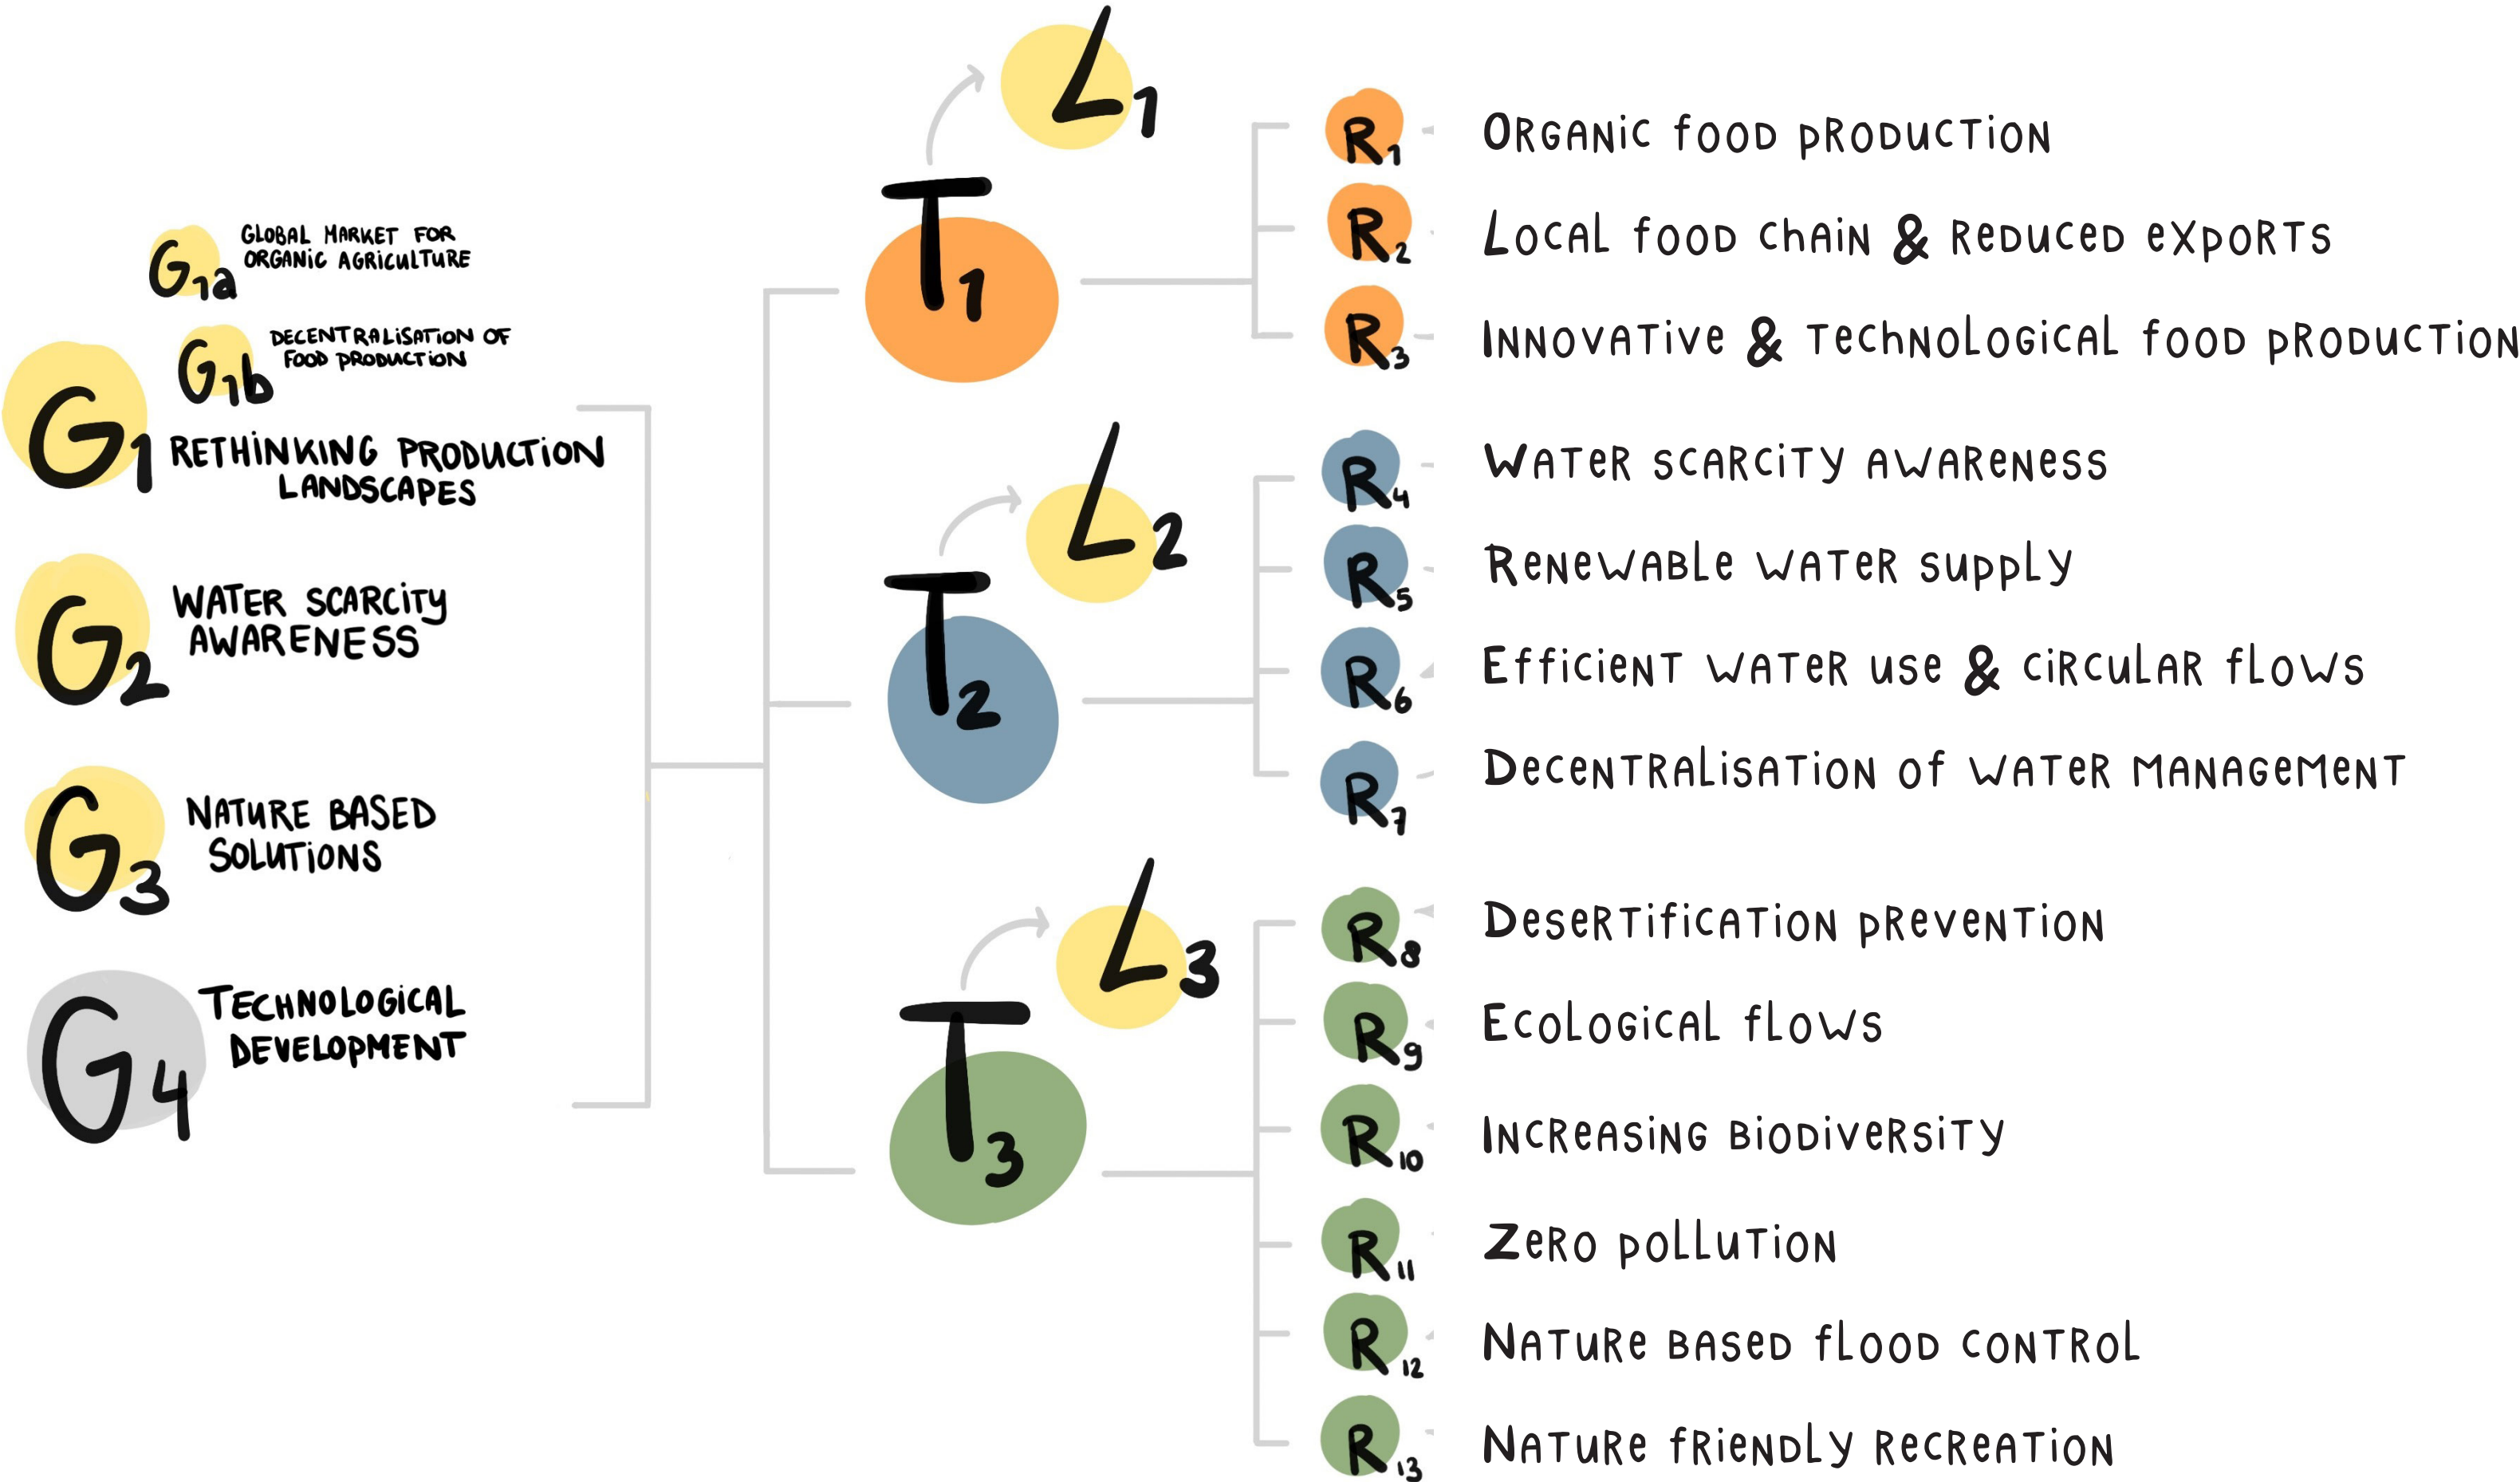 G1a GLOBAL MARKET FOR
ORGANIC AGRICULTURE
G1b DECENTRALISATION OF
FOOD PRODUCTION
G1 RETHINKING PRODUCTION
LANDSCAPES
G2 WATER SCARCITY
AWARENESS
G3 NATURE BASED
SOLUTIONS
G4 TECHNOLOGICAL
DEVELOPMENT
L1
T1
L2
T2
L3
T3
R1 Organic food production
R2 Local food chain & reduced exports
R3 Innovative & technological food production
R4 Water scarcity awareness
R5 Renewable water supply
R6 Efficient water use & circular flows
R7 Decentralisation of water management
R8 Desertification prevention
R9 Ecological flows
R10 Increasing biodiversity
R11 Zero pollution
R12 Nature based flood control
R13 Nature friendly recreation